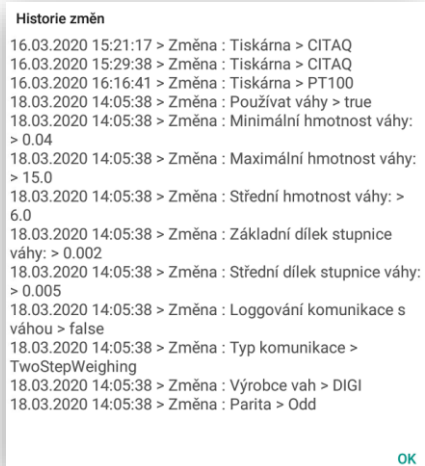 Historie změn
16.03.2020 15:21:17 > Změna : Tiskárna > CITAQ
16.03.2020 15:29:38 > Změna : Tiskárna > CITAQ
16.03.2020 16:16:41 > Změna : Tiskárna > PT100
18.03.2020 14:05:38 > Změna : Používat váhy > true
18.03.2020 14:05:38 > Změna : Minimální hmotnost váhy:
> 0.04
18.03.2020 14:05:38 > Změna : Maximální hmotnost váhy:
> 15.0
18.03.2020 14:05:38 > Změna : Střední hmotnost váhy: >
6.0
18.03.2020 14:05:38 > Změna : Základní dílek stupnice
váhy: > 0.002
18.03.2020 14:05:38 > Změna : Střední dílek stupnice váhy:
> 0.005
18.03.2020 14:05:38 > Změna : Loggování komunikace s
váhou > false
18.03.2020 14:05:38 > Změna : Typ komunikace >
TwoStepWeighing
18.03.2020 14:05:38 > Změna : Výrobce vah > DIGI
18.03.2020 14:05:38 > Změna : Parita > Odd
OK